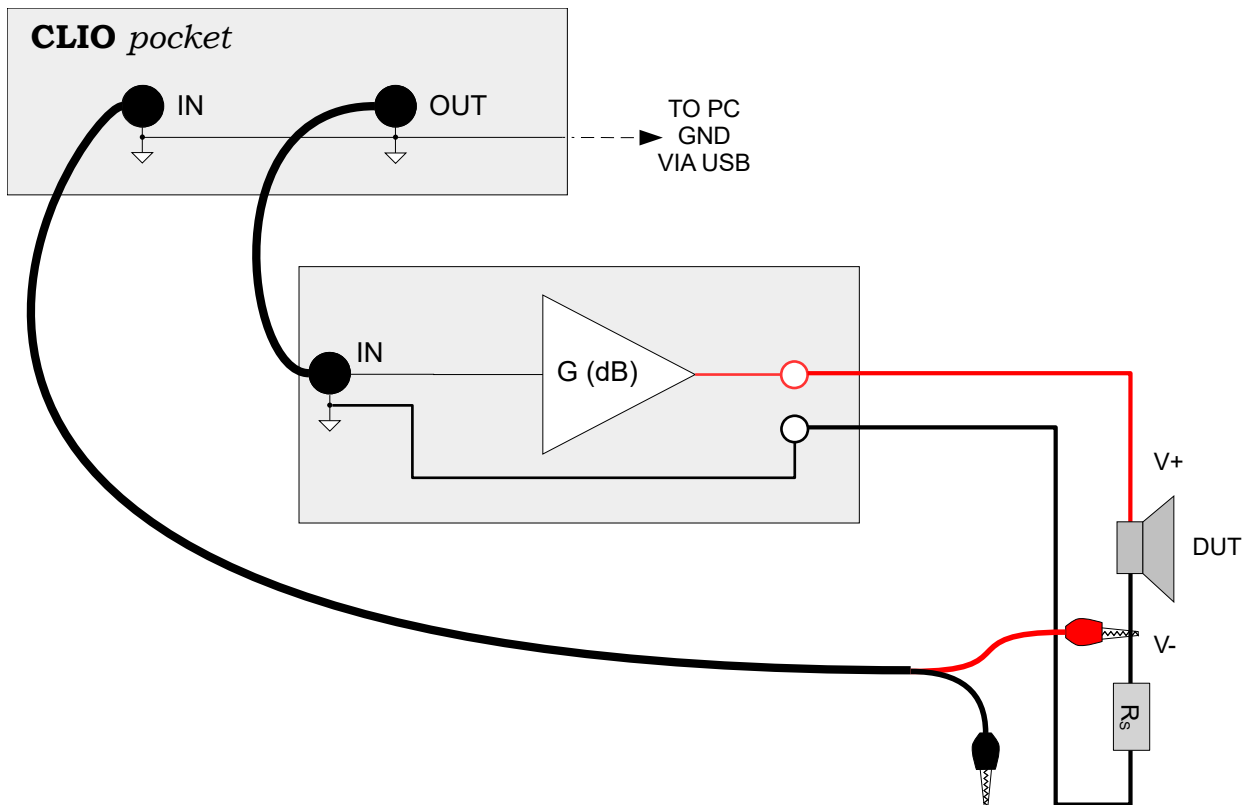 CLIO pocket
IN
OUT
TO PC
GND
VIA USB
IN
G (dB)
V+
DUT
V-
Rs